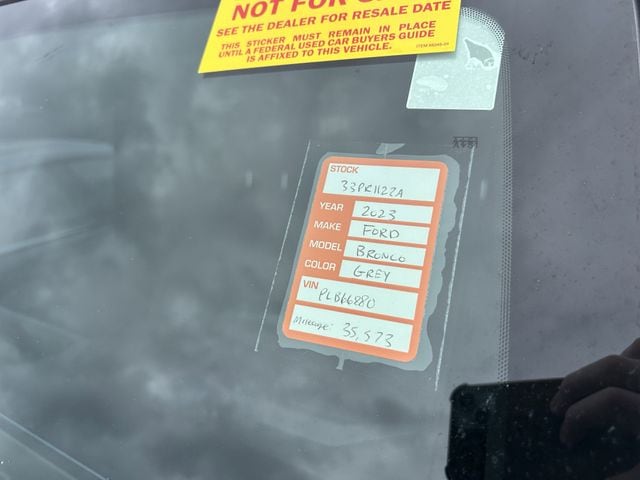 NOT FOR
SEE THE DEALER FOR RESALE DATE
THIS STICKER MUST REMAIN IN PLACE
UNTIL A FEDERAL USED CAR BUYERS GUIDE
IS AFFIXED TO THIS VEHICLE.
STOCK
33PR1122A
YEAR 2023
MAKE FORD
MODEL BRONCO
COLOR GREY
VIN
PLB66880
Mileage: 35,573